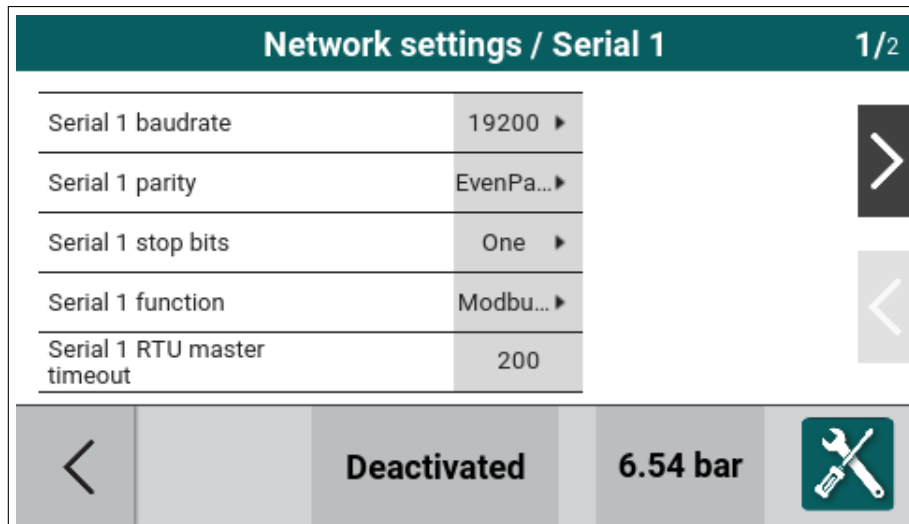 Network settings / Serial 1
1/2
Serial 1 baudrate 19200
Serial 1 parity EvenPa...
Serial 1 stop bits One
Serial 1 function Modbu...
Serial 1 RTU master
timeout 200
Deactivated 6.54 bar